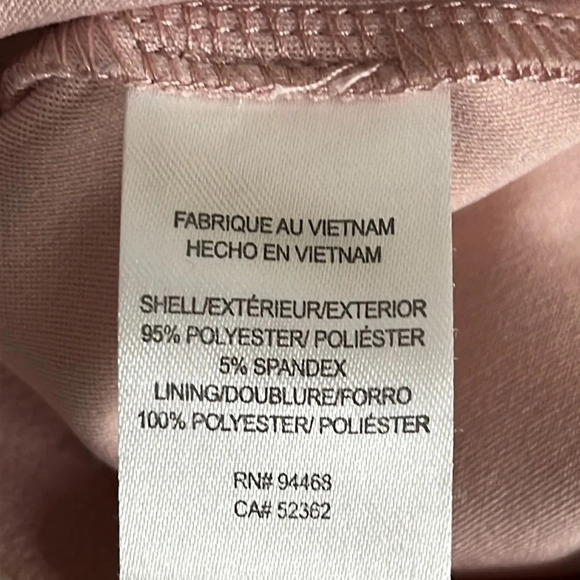 FABRIQUE AU VIETNAM
HECHO EN VIETNAM
SHELL/EXTÉRIEUR/EXTERIOR
95% POLYESTER/ POLIÉSTER
5% SPANDEX
LINING/DOUBLURE/FORRO
100% POLYESTER/ POLIÉSTER
RN# 94468
CA# 52362